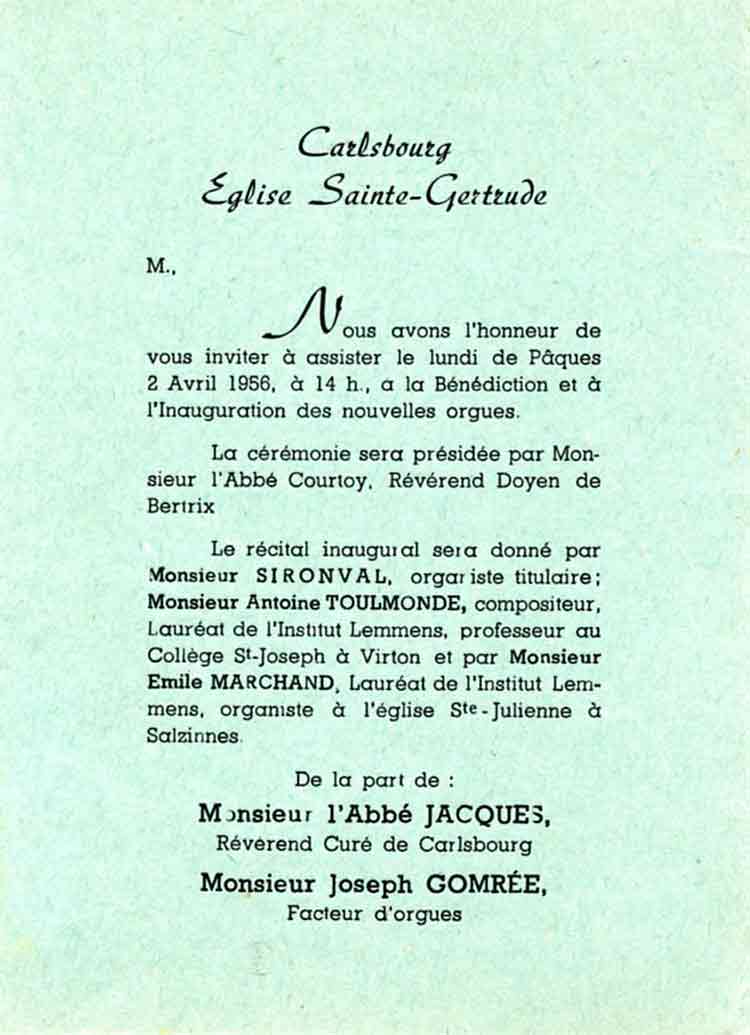 Carlsbourg
Eglise Sainte-Gertrude
M.,
Nous avons l'honneur de
vous inviter à assister le lundi de Pâques
2 Avril 1956, à 14 h., a la Bénédiction et à
l'Inauguration des nouvelles orgues.
La cérémonie sera présidée par Mon-
sieur l'Abbé Courtoy, Révérend Doyen de
Bertrix
Le récital inaugural sera donné par
Monsieur SIRONVAL, organiste titulaire;
Monsieur Antoine TOULMONDE, compositeur,
Lauréat de l'Institut Lemmens, professeur au
Collège St-Joseph à Virton et par Monsieur
Emile MARCHAND, Lauréat de l'Institut Lem-
mens, organiste à l'église Ste-Julienne à
Salzinnes.
De la part de :
Monsieur l'Abbé JACQUES,
Révérend Curé de Carlsbourg
Monsieur Joseph GOMRÉE,
Facteur d'orgues